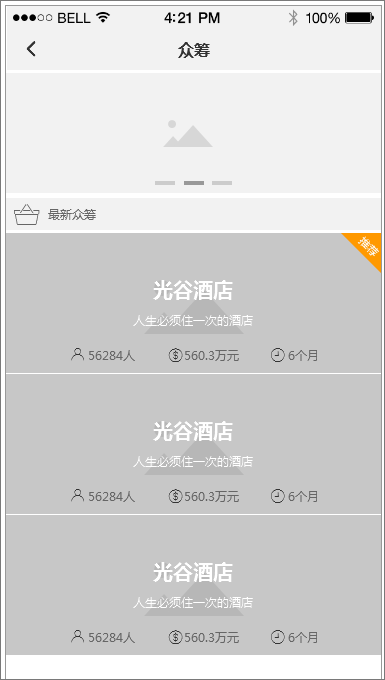 BELL 4:21 PM 100%
众筹
最新众筹
推荐
光谷酒店
人生必须住一次的酒店
56284人 560.3万元 6个月
光谷酒店
人生必须住一次的酒店
56284人 560.3万元 6个月
光谷酒店
人生必须住一次的酒店
56284人 560.3万元 6个月